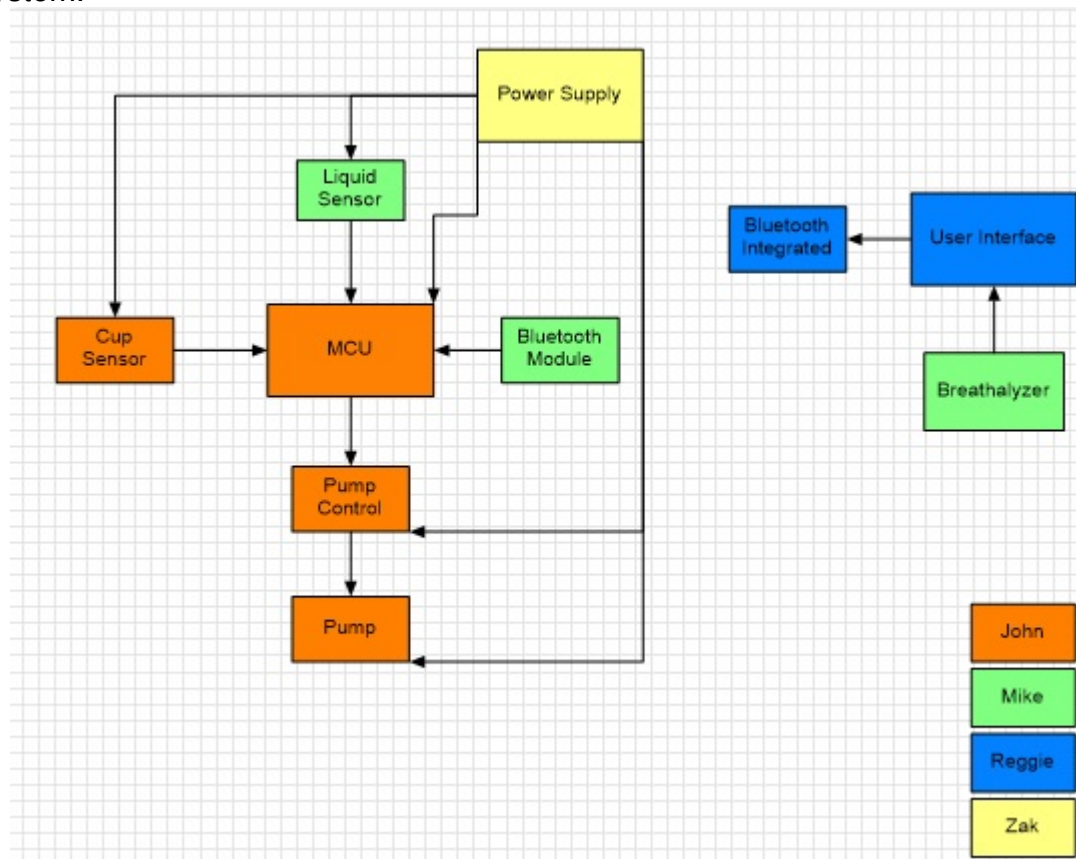 Power Supply
Liquid
Sensor
Bluetooth
Integrated
User Interface
Cup
Sensor
MCU
Bluetooth
Module
Breathalyzer
Pump
Control
Pump
John
Mike
Reggie
Zak